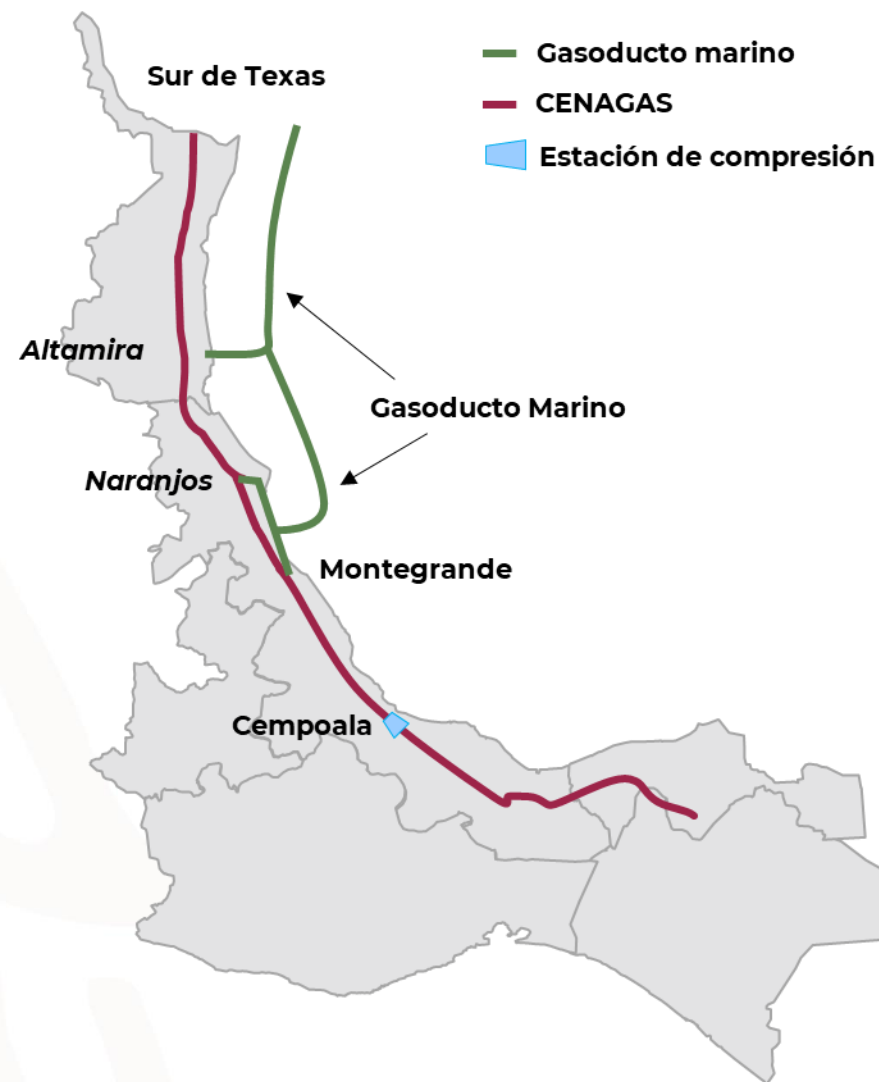 Sur de Texas
Gasoducto marino
CENAGAS
Estación de compresión
Altamira
Gasoducto Marino
Naranjos
Montegrande
Cempoala